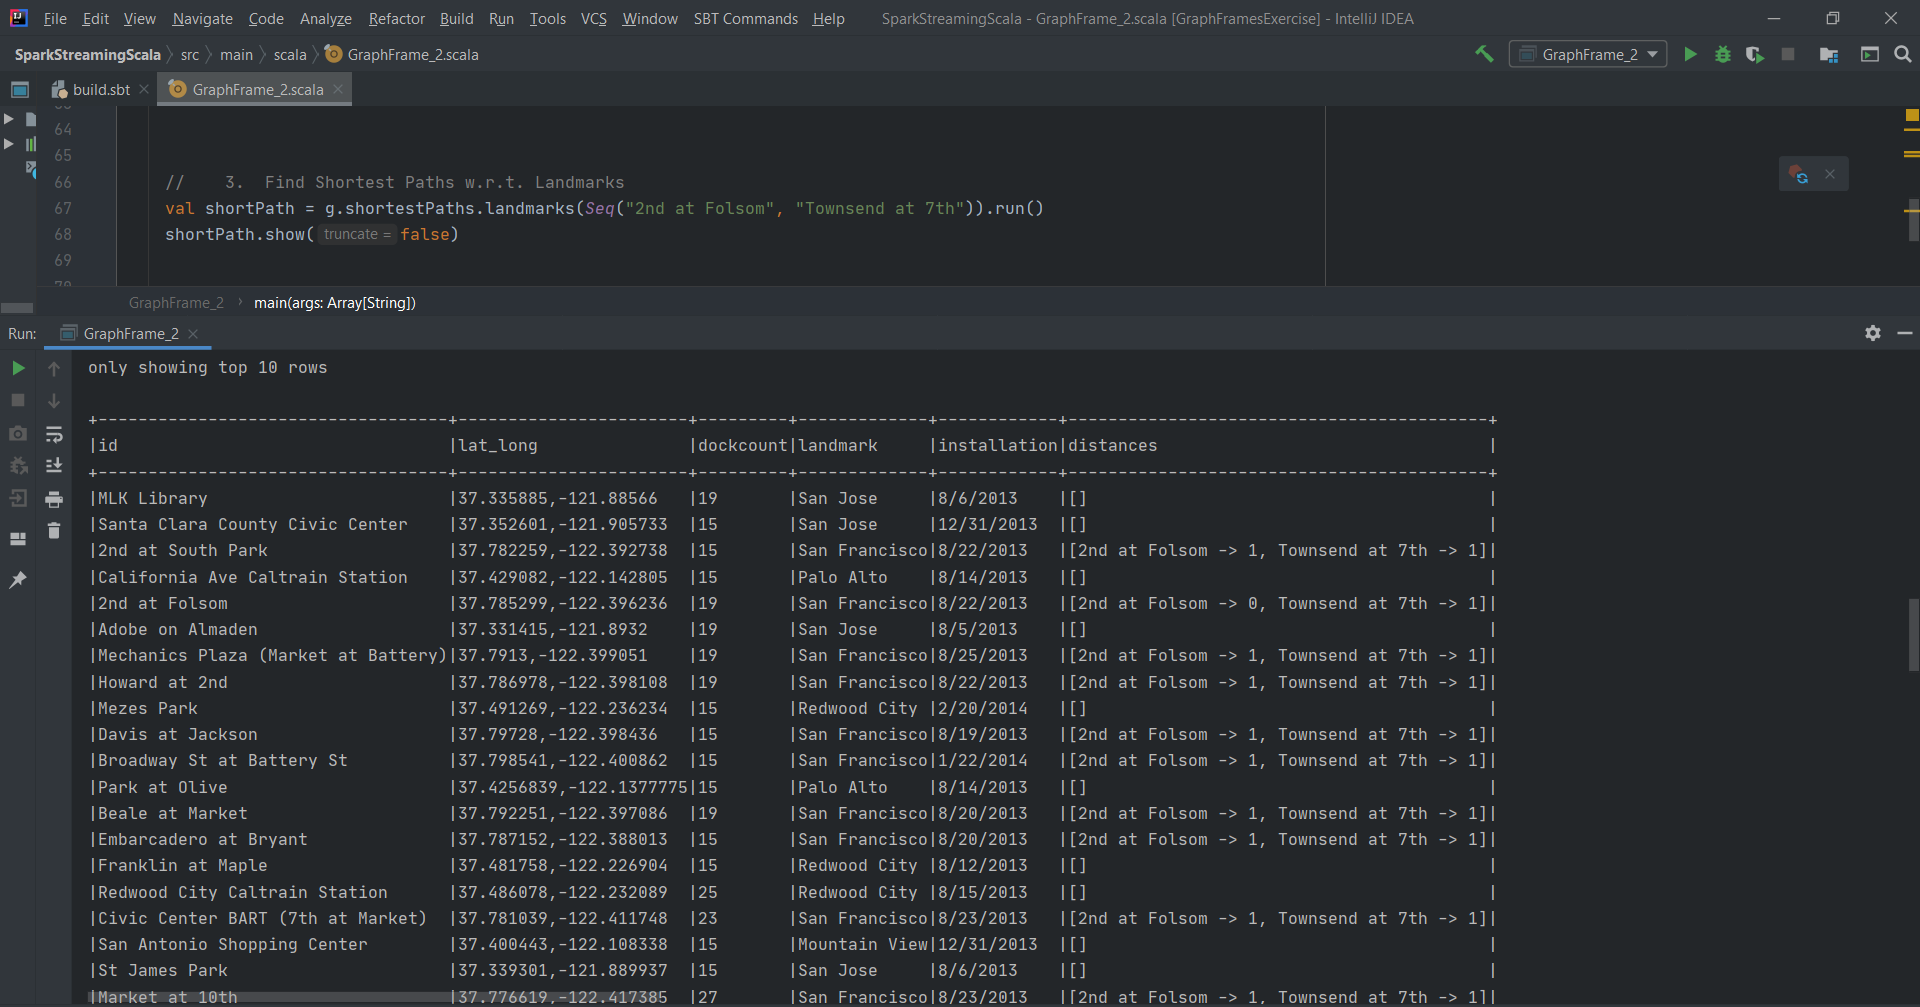 File Edit View Navigate Code Analyze Refactor Build Run Tools VCS Window SBT Commands Help SparkStreamingScala - GraphFrame_2.scala [GraphFramesExercise] - IntelliJ IDEA
SparkStreamingScala src main scala GraphFrame_2.scala GraphFrame_2
build.sbt GraphFrame_2.scala
64
65
66 // 3. Find Shortest Paths w.r.t. Landmarks
67 val shortPath = g.shortestPaths.landmarks(Seq("2nd at Folsom", "Townsend at 7th")).run()
68 shortPath.show( truncate = false)
69
GraphFrame_2 › main(args: Array[String])
Run: GraphFrame_2
only showing top 10 rows
+-----------------------------------+-----------------------+---------+-------------+------------+------------------------------------------+
|id |lat_long |dockcount|landmark |installation|distances |
+-----------------------------------+-----------------------+---------+-------------+------------+------------------------------------------+
|MLK Library |37.335885,-121.88566 |19 |San Jose |8/6/2013 |[] |
|Santa Clara County Civic Center |37.352601,-121.905733 |15 |San Jose |12/31/2013 |[] |
|2nd at South Park |37.782259,-122.392738 |15 |San Francisco|8/22/2013 |[2nd at Folsom -> 1, Townsend at 7th -> 1]|
|California Ave Caltrain Station |37.429082,-122.142805 |15 |Palo Alto |8/14/2013 |[] |
|2nd at Folsom |37.785299,-122.396236 |19 |San Francisco|8/22/2013 |[2nd at Folsom -> 0, Townsend at 7th -> 1]|
|Adobe on Almaden |37.331415,-121.8932 |19 |San Jose |8/5/2013 |[] |
|Mechanics Plaza (Market at Battery)|37.7913,-122.399051 |19 |San Francisco|8/25/2013 |[2nd at Folsom -> 1, Townsend at 7th -> 1]|
|Howard at 2nd |37.786978,-122.398108 |19 |San Francisco|8/22/2013 |[2nd at Folsom -> 1, Townsend at 7th -> 1]|
|Mezes Park |37.491269,-122.236234 |15 |Redwood City |2/20/2014 |[] |
|Davis at Jackson |37.79728,-122.398436 |15 |San Francisco|8/19/2013 |[2nd at Folsom -> 1, Townsend at 7th -> 1]|
|Broadway St at Battery St |37.798541,-122.400862 |15 |San Francisco|1/22/2014 |[2nd at Folsom -> 1, Townsend at 7th -> 1]|
|Park at Olive |37.4256839,-122.1377775|15 |Palo Alto |8/14/2013 |[] |
|Beale at Market |37.792251,-122.397086 |19 |San Francisco|8/20/2013 |[2nd at Folsom -> 1, Townsend at 7th -> 1]|
|Embarcadero at Bryant |37.787152,-122.388013 |15 |San Francisco|8/20/2013 |[2nd at Folsom -> 1, Townsend at 7th -> 1]|
|Franklin at Maple |37.481758,-122.226904 |15 |Redwood City |8/12/2013 |[] |
|Redwood City Caltrain Station |37.486078,-122.232089 |25 |Redwood City |8/15/2013 |[] |
|Civic Center BART (7th at Market) |37.781039,-122.411748 |23 |San Francisco|8/23/2013 |[2nd at Folsom -> 1, Townsend at 7th -> 1]|
|San Antonio Shopping Center |37.400443,-122.108338 |15 |Mountain View|12/31/2013 |[] |
|St James Park |37.339301,-121.889937 |15 |San Jose |8/6/2013 |[] |
|Market at 10th |37.776619,-122.417385 |27 |San Francisco|8/23/2013 |[2nd at Folsom -> 1, Townsend at 7th -> 1]|